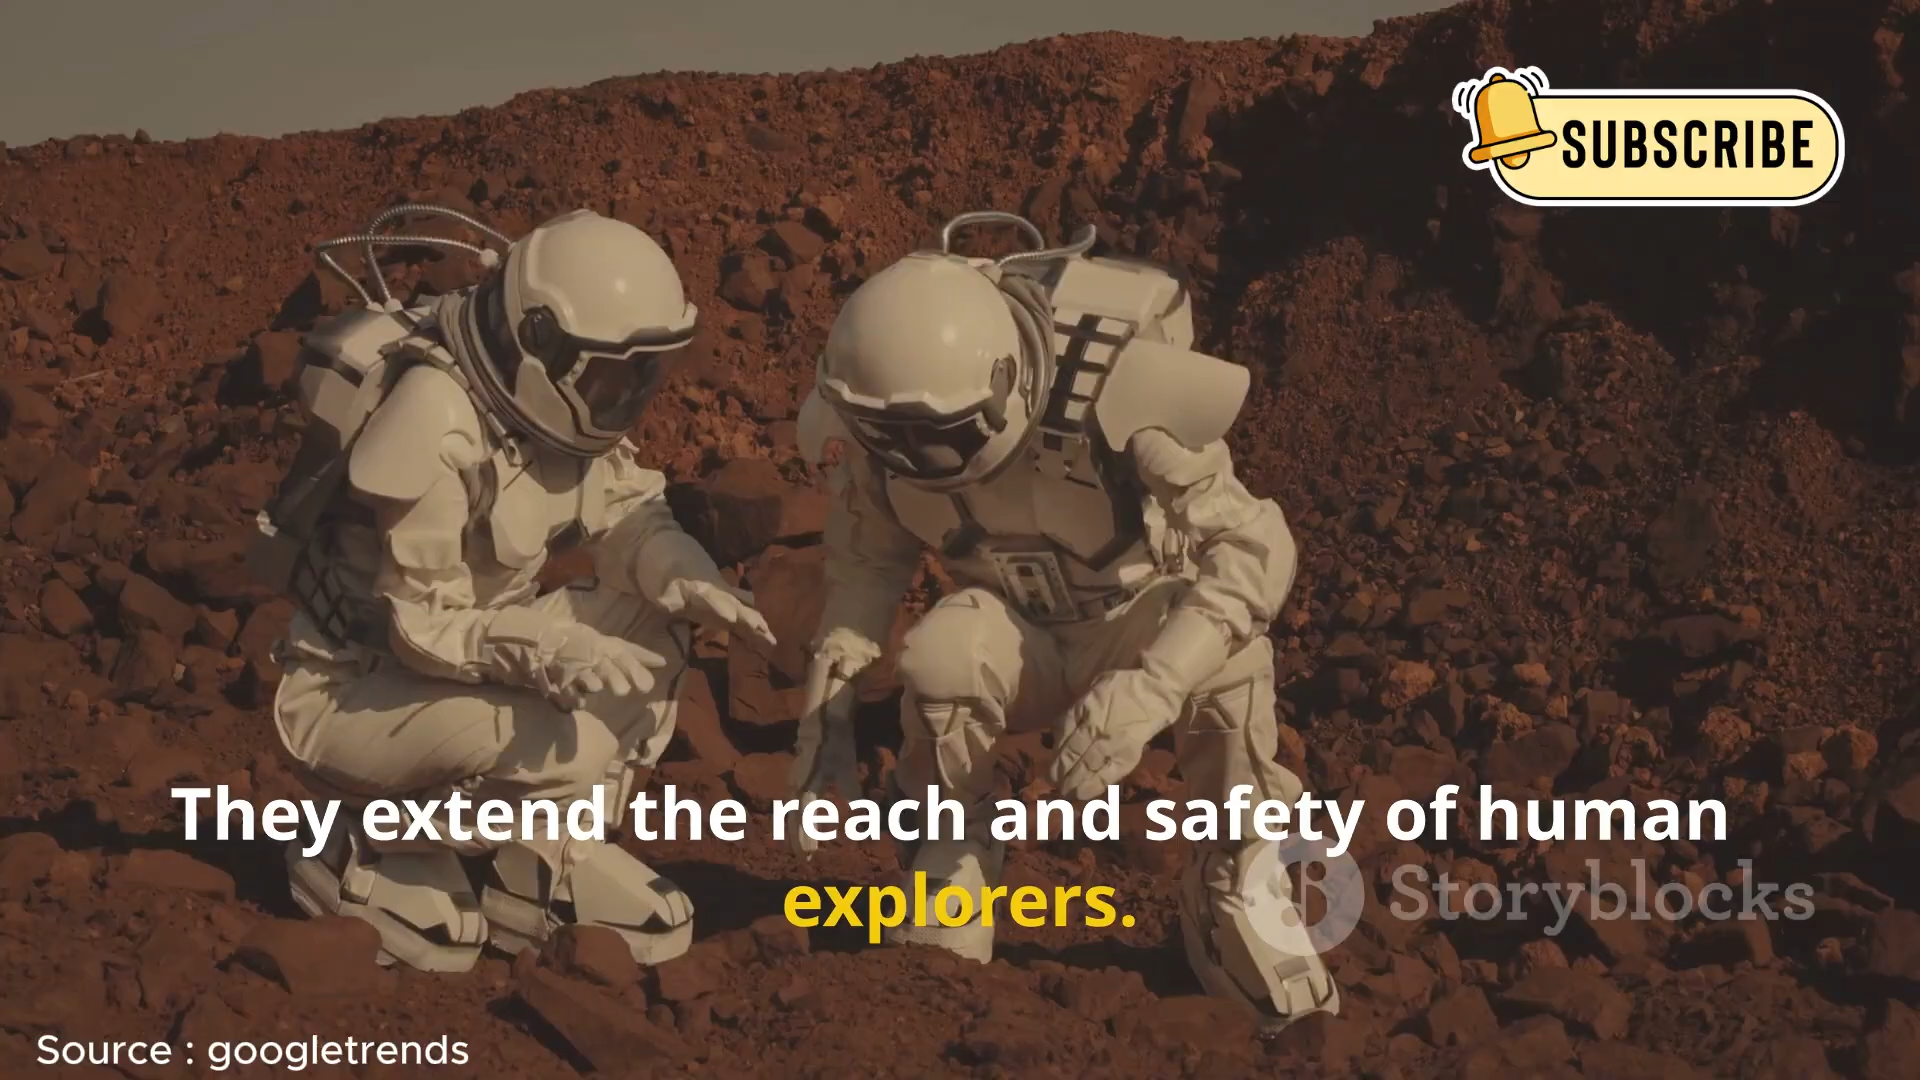 SUBSCRIBE
They extend the reach and safety of human
explorers.
Storyblocks
Source : googletrends